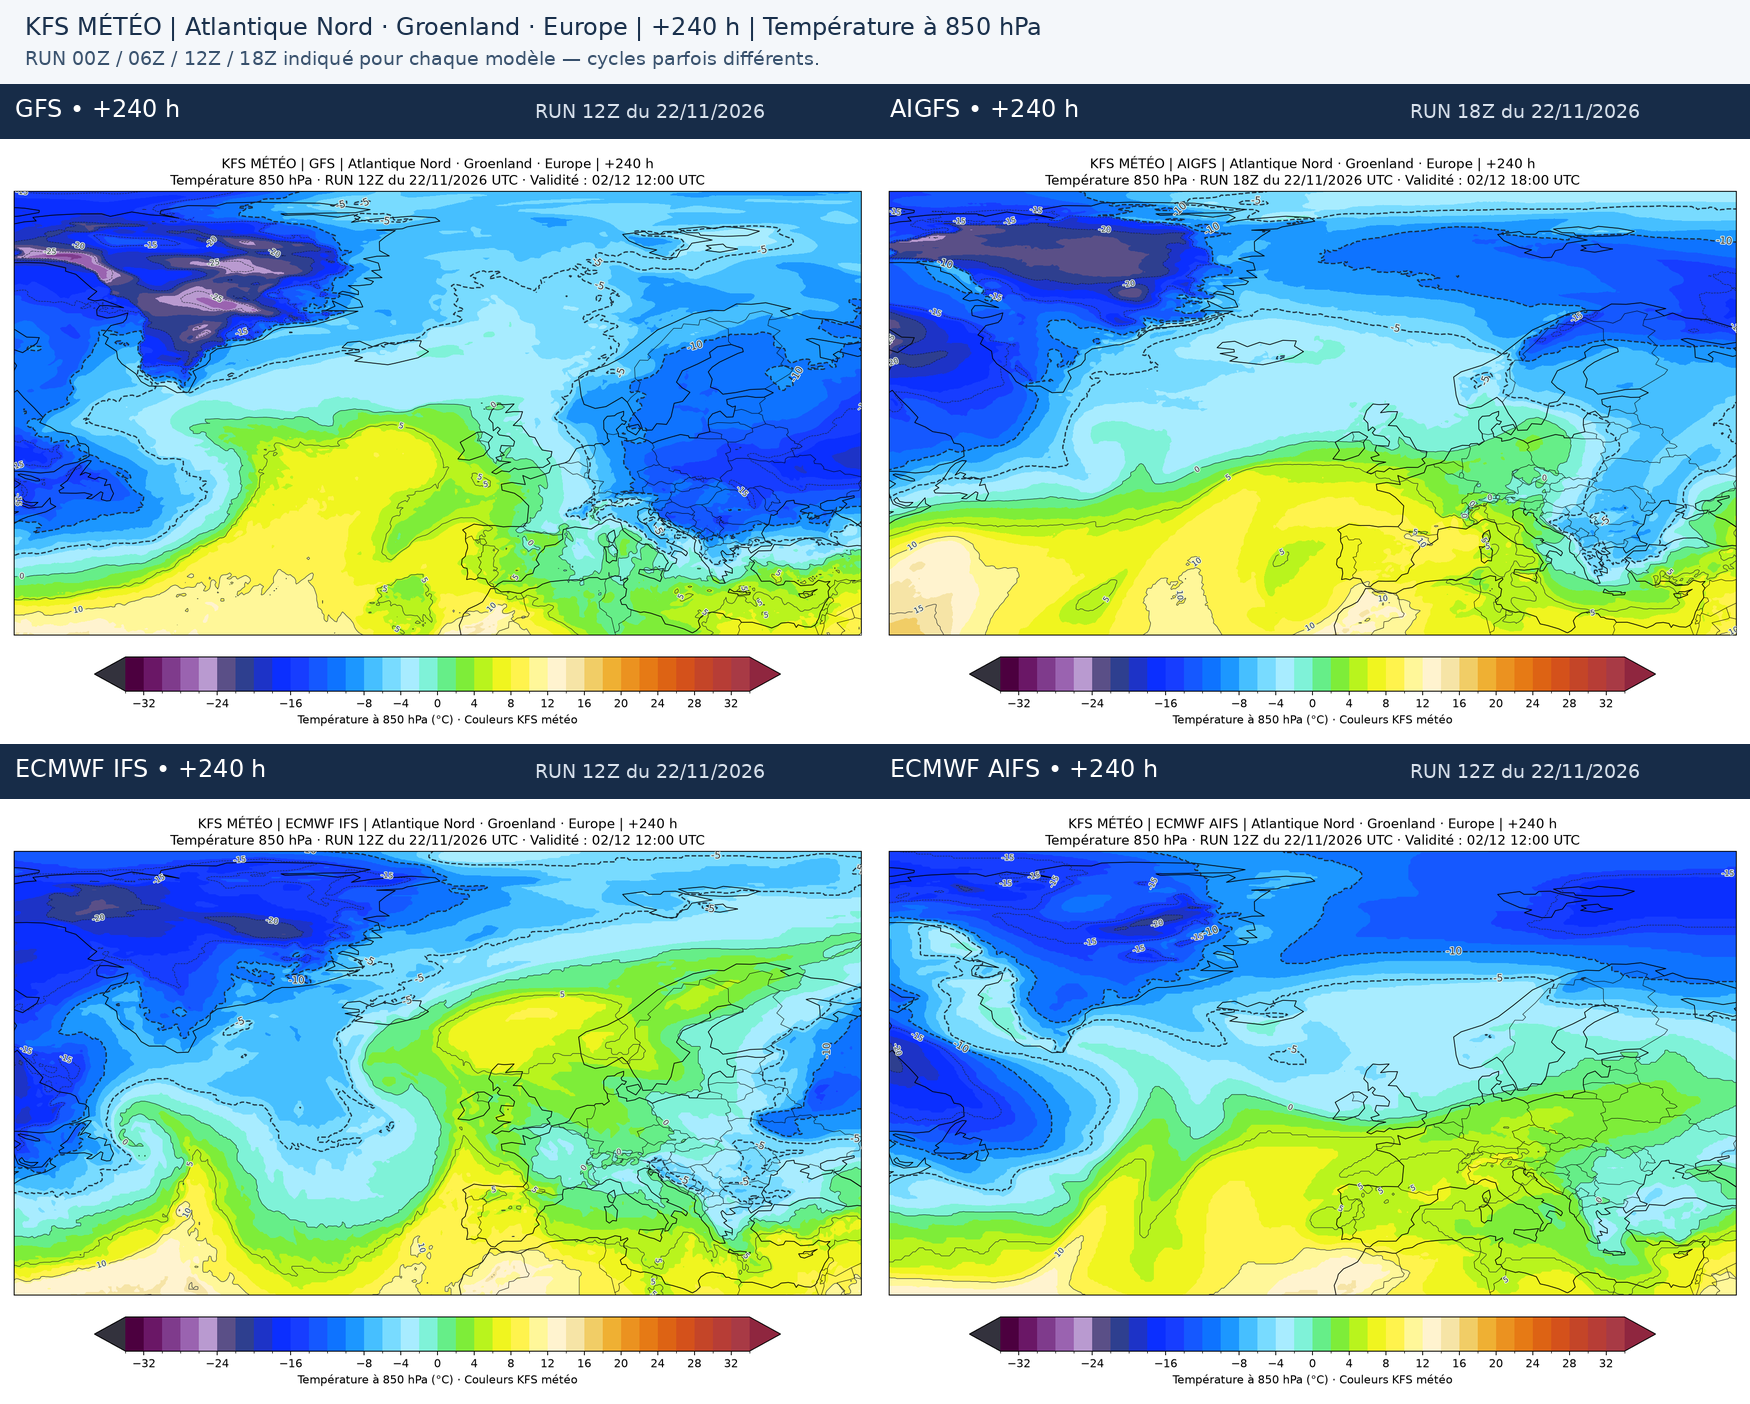 KFS MÉTÉO | Atlantique Nord · Groenland · Europe | +240 h | Température à 850 hPa
RUN 00Z / 06Z / 12Z / 18Z indiqué pour chaque modèle — cycles parfois différents.
GFS • +240 h
RUN 12Z du 22/11/2026
AIGFS • +240 h
RUN 18Z du 22/11/2026
KFS MÉTÉO | GFS | Atlantique Nord · Groenland · Europe | +240 h
Température 850 hPa · RUN 12Z du 22/11/2026 UTC · Validité : 02/12 12:00 UTC
KFS MÉTÉO | AIGFS | Atlantique Nord · Groenland · Europe | +240 h
Température 850 hPa · RUN 18Z du 22/11/2026 UTC · Validité : 02/12 18:00 UTC
−32 −24 −16 −8 −4 0 4 8 12 16 20 24 28 32
Température à 850 hPa (°C) · Couleurs KFS météo
−32 −24 −16 −8 −4 0 4 8 12 16 20 24 28 32
Température à 850 hPa (°C) · Couleurs KFS météo
ECMWF IFS • +240 h
RUN 12Z du 22/11/2026
ECMWF AIFS • +240 h
RUN 12Z du 22/11/2026
KFS MÉTÉO | ECMWF IFS | Atlantique Nord · Groenland · Europe | +240 h
Température 850 hPa · RUN 12Z du 22/11/2026 UTC · Validité : 02/12 12:00 UTC
KFS MÉTÉO | ECMWF AIFS | Atlantique Nord · Groenland · Europe | +240 h
Température 850 hPa · RUN 12Z du 22/11/2026 UTC · Validité : 02/12 12:00 UTC
−32 −24 −16 −8 −4 0 4 8 12 16 20 24 28 32
Température à 850 hPa (°C) · Couleurs KFS météo
−32 −24 −16 −8 −4 0 4 8 12 16 20 24 28 32
Température à 850 hPa (°C) · Couleurs KFS météo